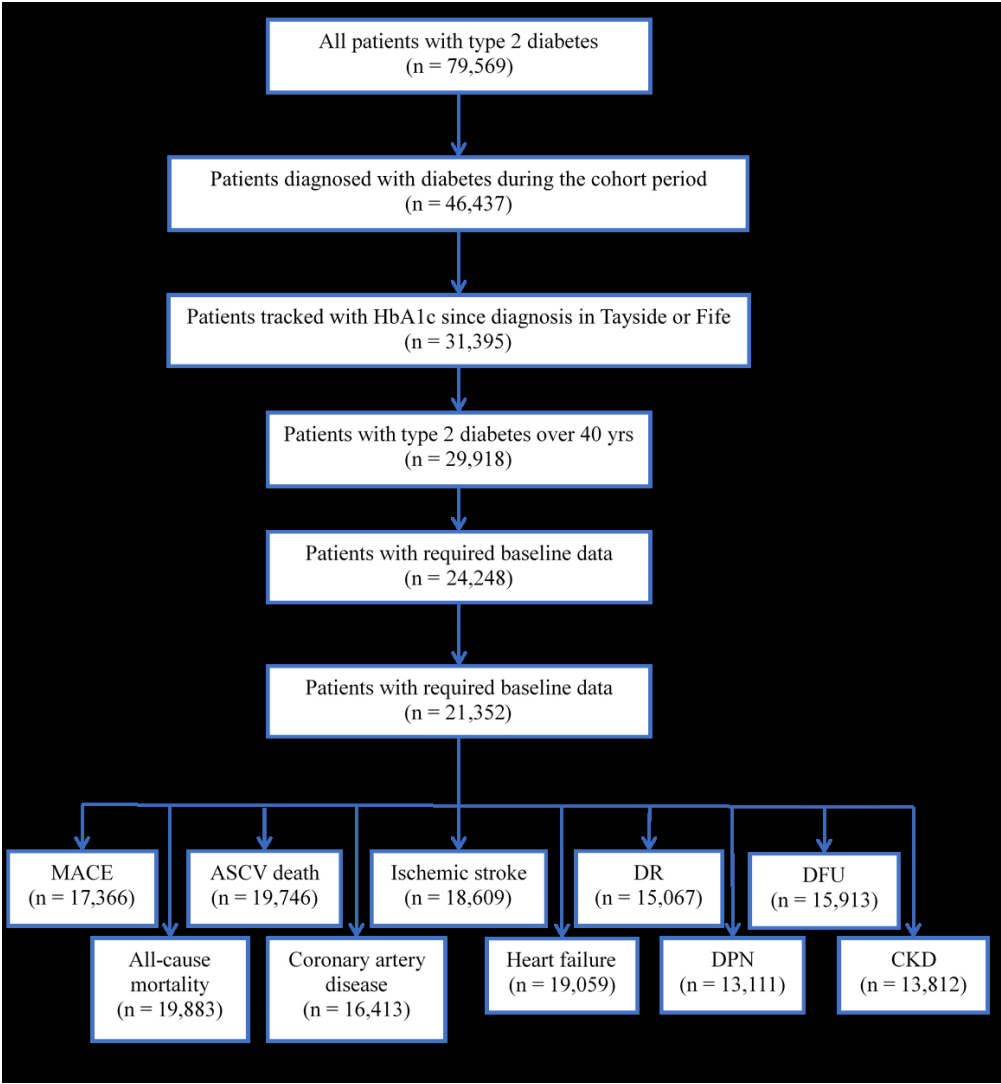 All patients with type 2 diabetes
(n = 79,569)
Patients diagnosed with diabetes during the cohort period
(n = 46,437)
Patients tracked with HbA1c since diagnosis in Tayside or Fife
(n = 31,395)
Patients with type 2 diabetes over 40 yrs
(n = 29,918)
Patients with required baseline data
(n = 24,248)
Patients with required baseline data
(n = 21,352)
MACE
(n = 17,366)
ASCV death
(n = 19,746)
Ischemic stroke
(n = 18,609)
DR
(n = 15,067)
DFU
(n = 15,913)
All-cause
mortality
(n = 19,883)
Coronary artery
disease
(n = 16,413)
Heart failure
(n = 19,059)
DPN
(n = 13,111)
CKD
(n = 13,812)